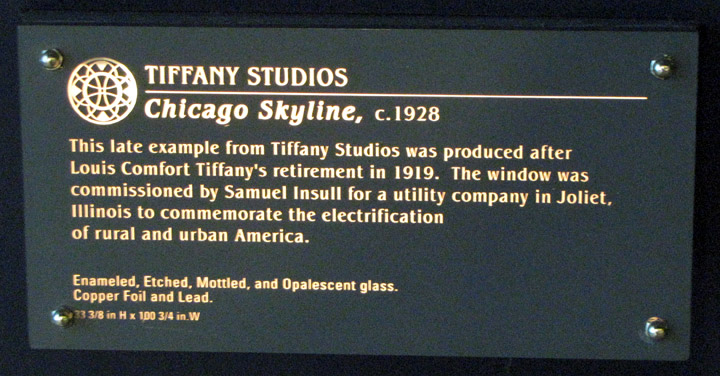 TIFFANY STUDIOS
Chicago Skyline, c.1928
This late example from Tiffany Studios was produced after
Louis Comfort Tiffany's retirement in 1919. The window was
commissioned by Samuel Insull for a utility company in Joliet,
Illinois to commemorate the electrification
of rural and urban America.
Enameled, Etched, Mottled, and Opalescent glass.
Copper Foil and Lead.
3/8 in H x 100 3/4 in W